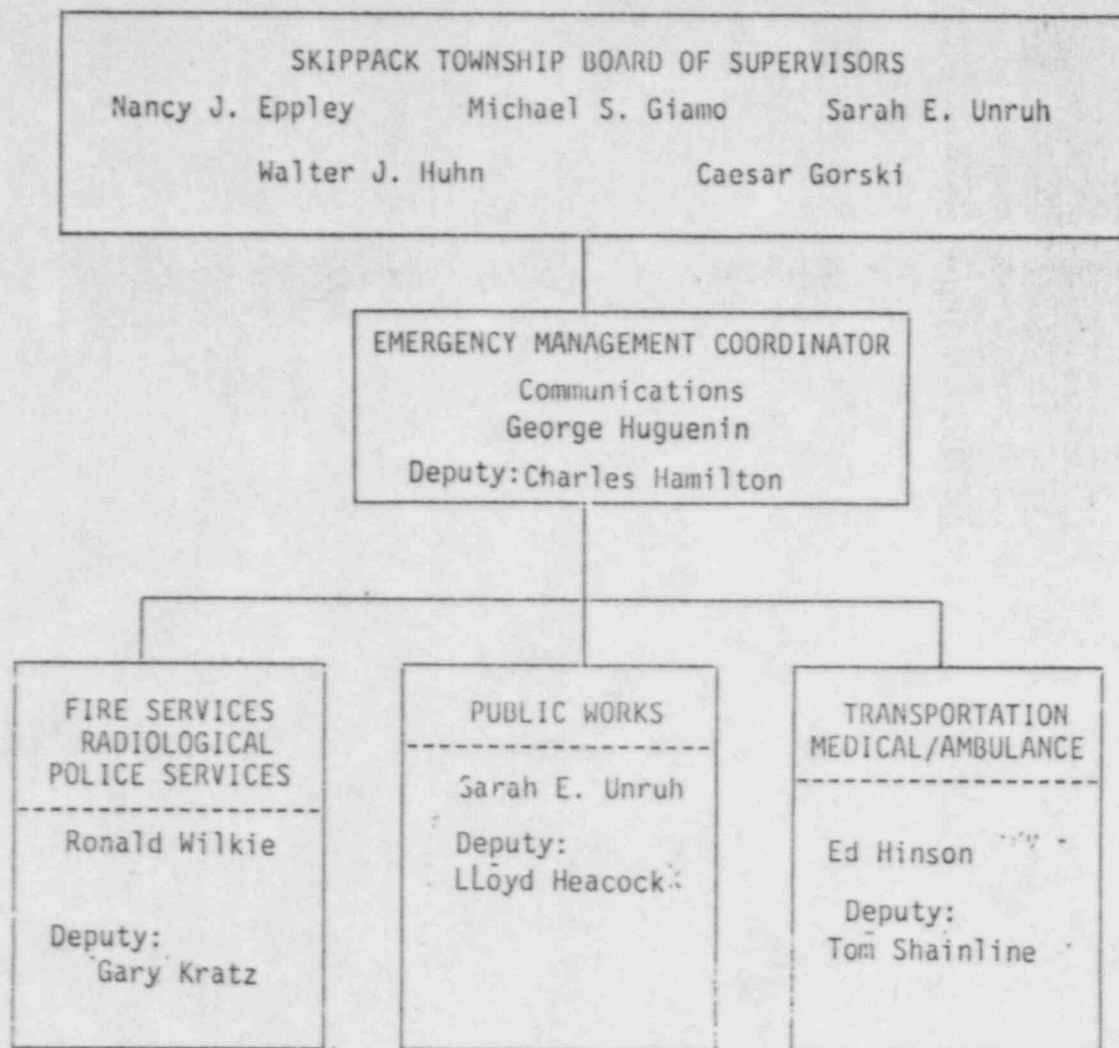 SKIPPACK TOWNSHIP BOARD OF SUPERVISORS
Nancy J. Eppley Michael S. Giamo Sarah E. Unruh
Walter J. Huhn Caesar Gorski
EMERGENCY MANAGEMENT COORDINATOR
Communications
George Huguenin
Deputy: Charles Hamilton
FIRE SERVICES
RADIOLOGICAL
POLICE SERVICES
Ronald Wilkie
Deputy:
Gary Kratz
PUBLIC WORKS
Sarah E. Unruh
Deputy:
LLoyd Heacock
TRANSPORTATION
MEDICAL/AMBULANCE
Ed Hinson
Deputy:
Tom Shainline